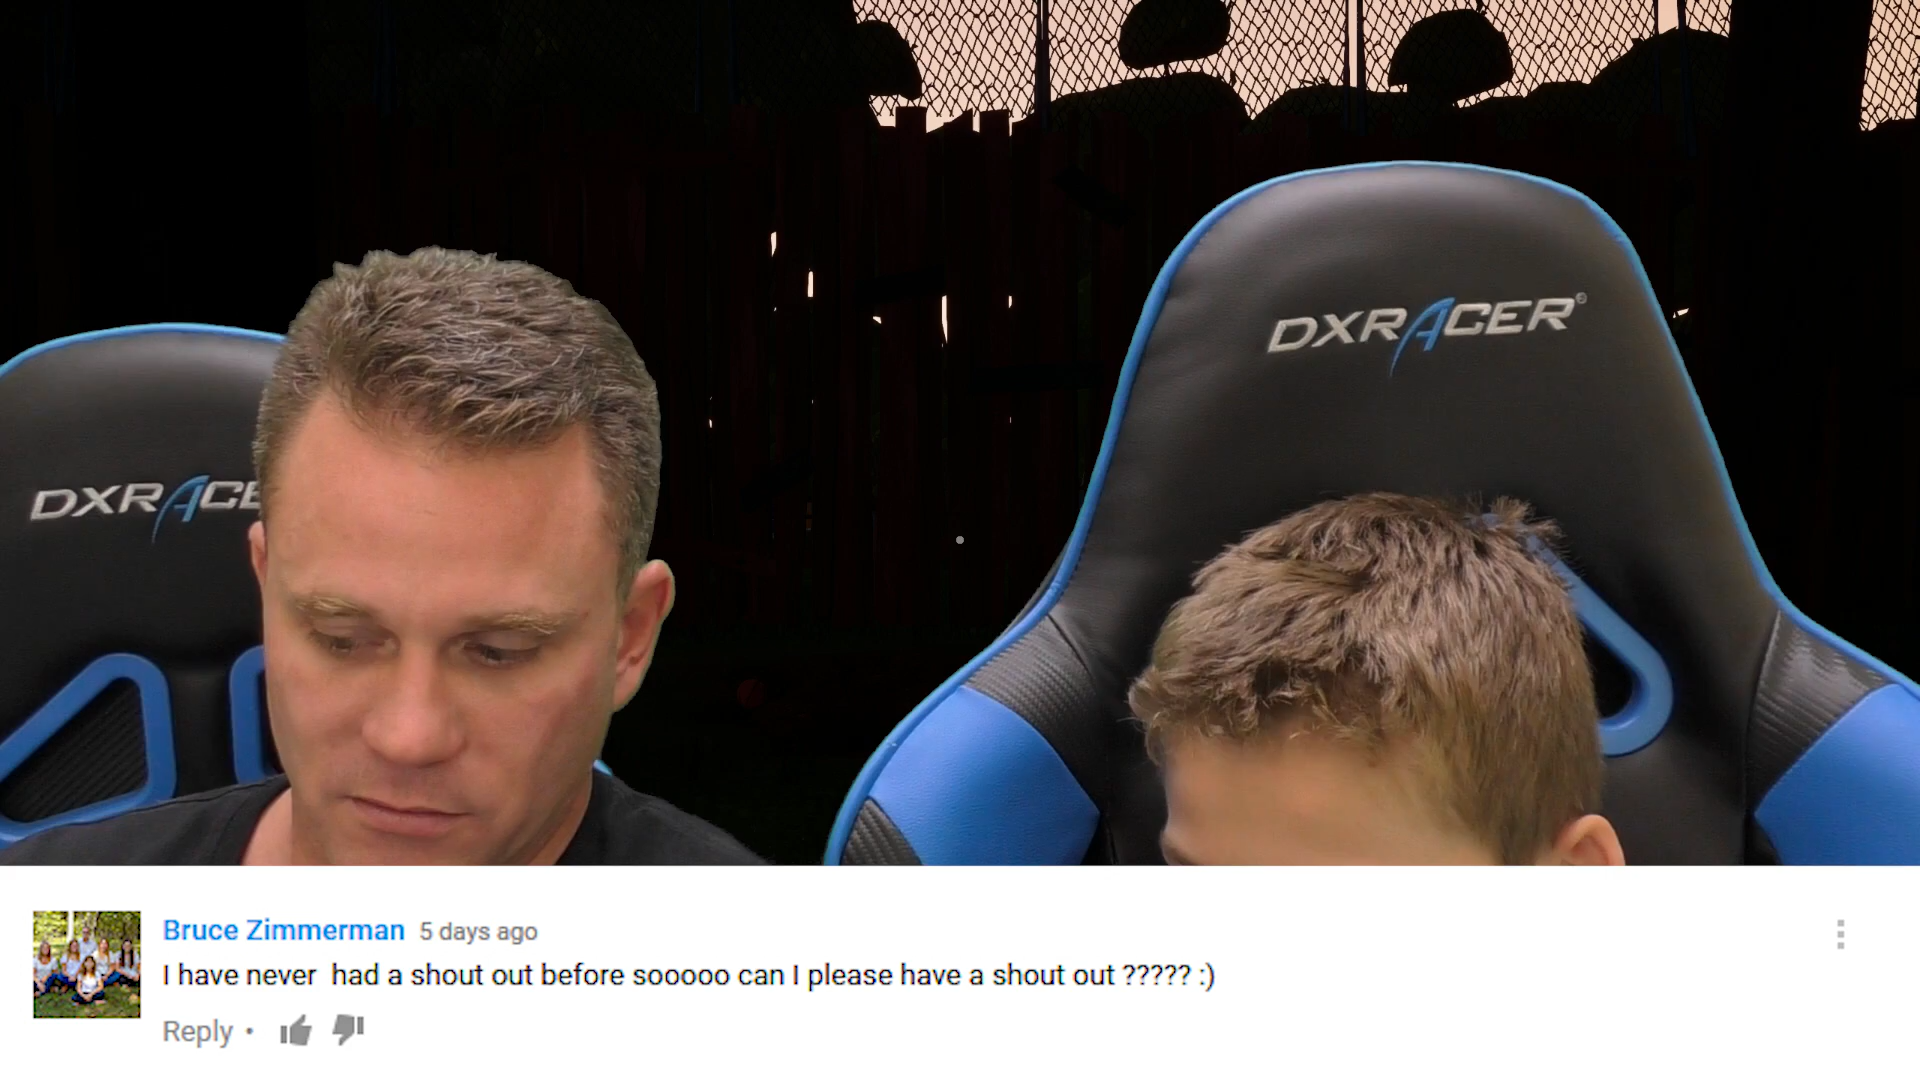 DXRACER®
DXRACE
Bruce Zimmerman 5 days ago
I have never  had a shout out before sooooo can I please have a shout out ????? :)
Reply •